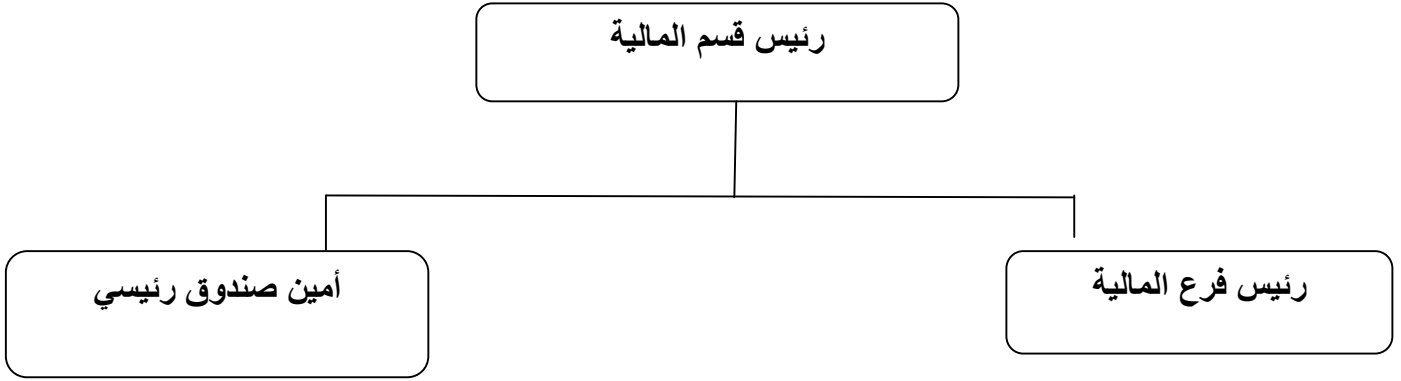 رئيس قسم المالية
رئيس فرع المالية
أمين صندوق رئيسي